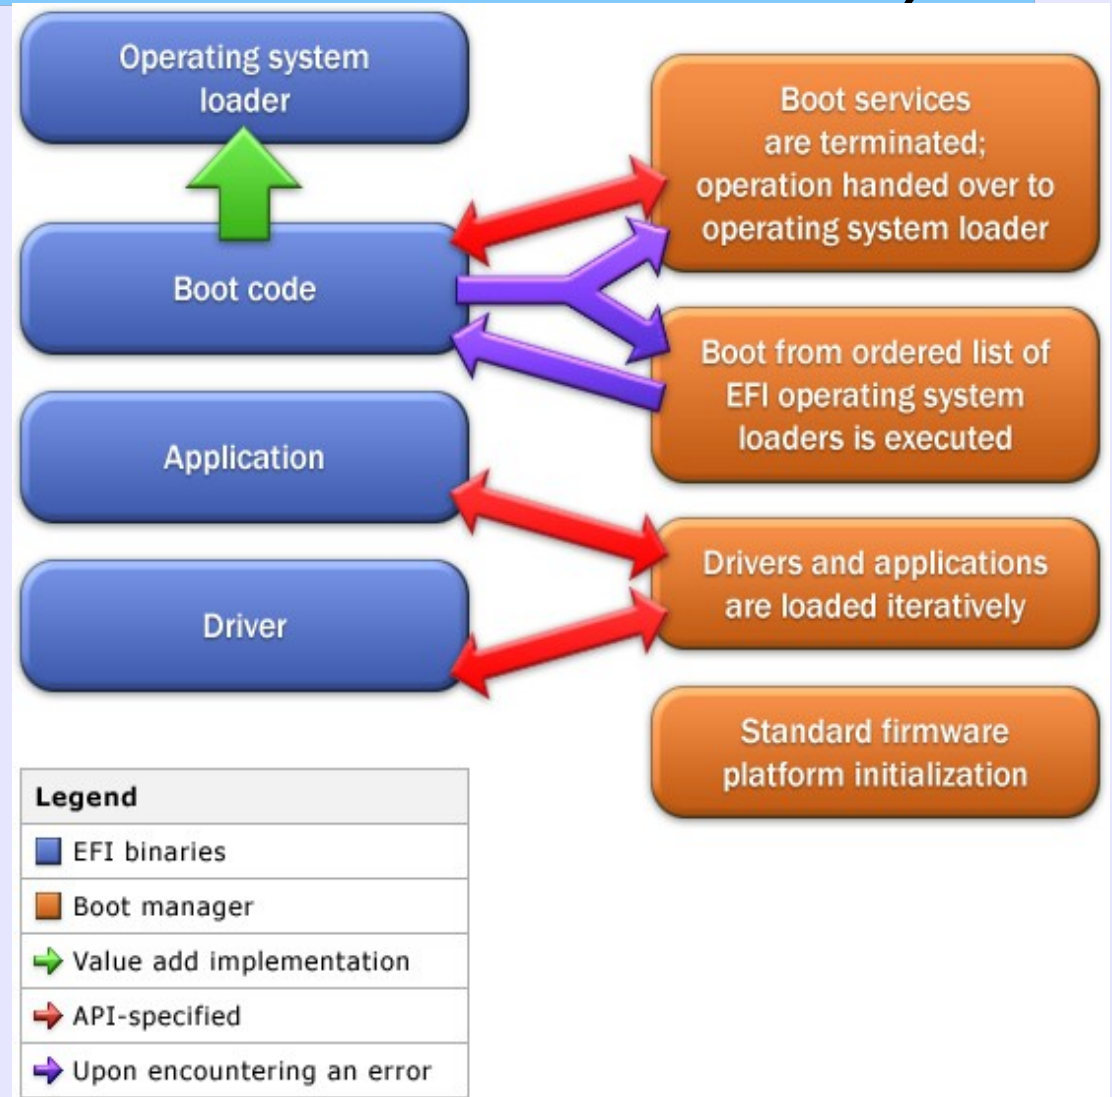 Operating system
loader
Boot code
Application
Driver
Boot services
are terminated;
operation handed over to
operating system loader
Boot from ordered list of
EFI operating system
loaders is executed
Drivers and applications
are loaded iteratively
Standard firmware
platform initialization
Legend
EFI binaries
Boot manager
Value add implementation
API-specified
Upon encountering an error